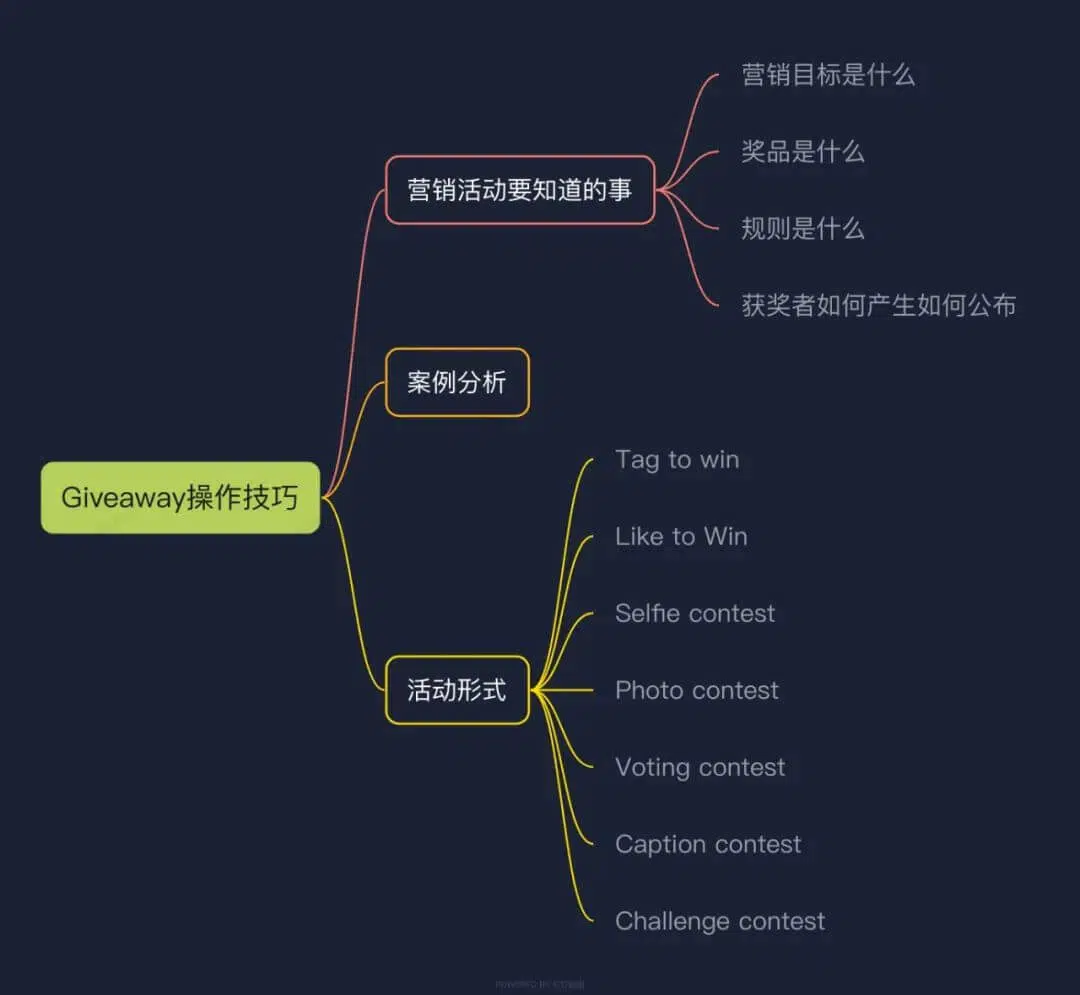 营销目标是什么
奖品是什么
营销活动要知道的事
规则是什么
获奖者如何产生如何公布
案例分析
Giveaway操作技巧
Tag to win
Like to Win
Selfie contest
Photo contest
活动形式
Voting contest
Caption contest
Challenge contest